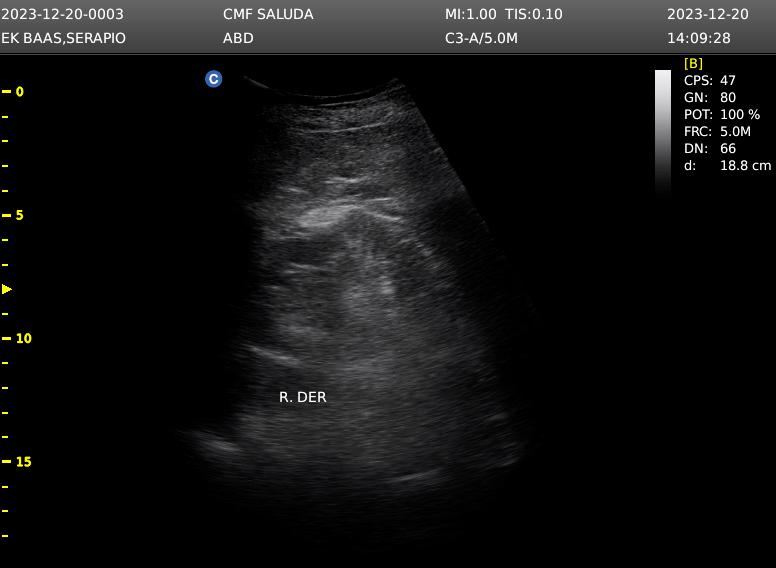 2023-12-20-0003 CMF SALUDA MI:1.00 TIS:0.10 2023-12-20
EK BAAS,SERAPIO ABD C3-A/5.0M 14:09:28
C
[B]
CPS: 47
GN: 80
POT: 100 %
FRC: 5.0M
DN: 66
d: 18.8 cm
0
5
10
R. DER
15